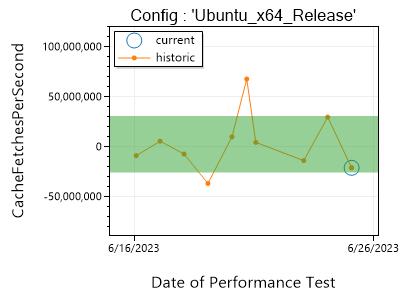 Config : 'Ubuntu_x64_Release'
current
historic
100,000,000
50,000,000
0
-50,000,000
CacheFetchesPerSecond
6/16/2023
6/26/2023
Date of Performance Test